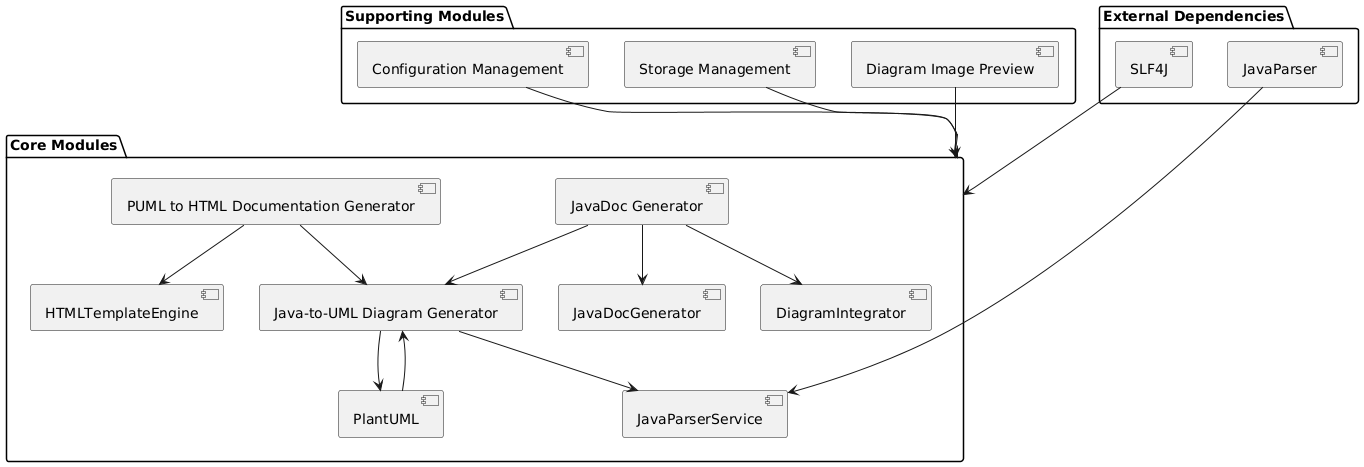 Supporting Modules
Configuration Management
Storage Management
Diagram Image Preview
External Dependencies
SLF4J
JavaParser
Core Modules
PUML to HTML Documentation Generator
JavaDoc Generator
HTMLTemplateEngine
Java-to-UML Diagram Generator
JavaDocGenerator
DiagramIntegrator
PlantUML
JavaParserService